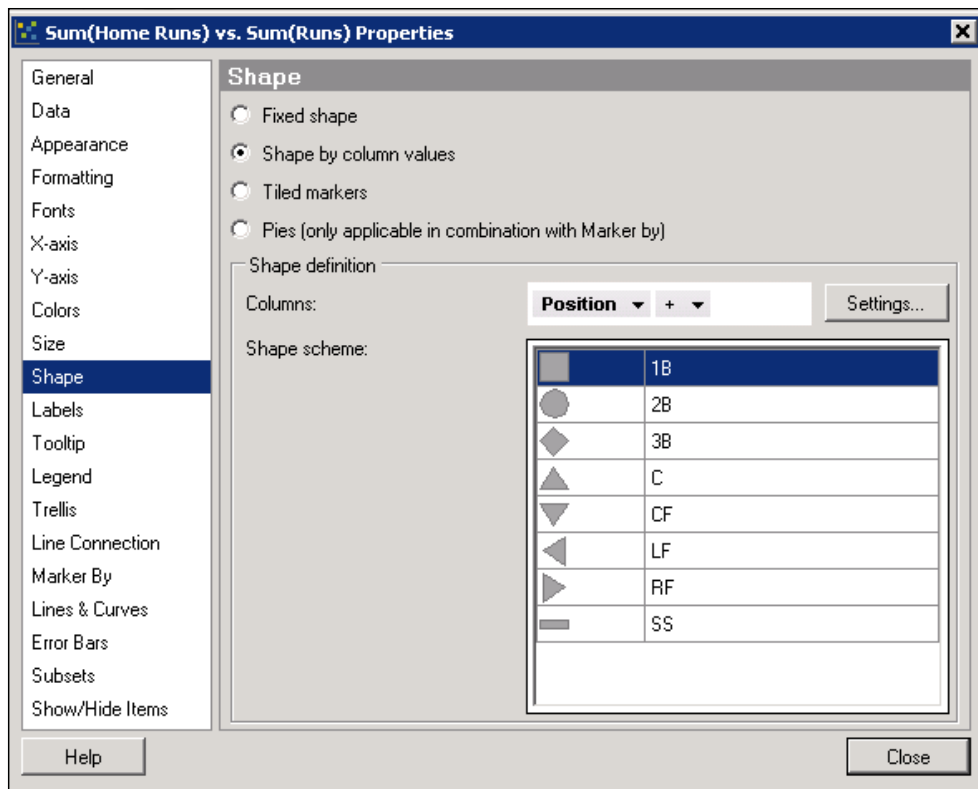 Sum(Home Runs) vs. Sum(Runs) Properties
General
Data
Appearance
Formatting
Fonts
X-axis
Y-axis
Colors
Size
Shape
Labels
Tooltip
Legend
Trellis
Line Connection
Marker By
Lines & Curves
Error Bars
Subsets
Show/Hide Items
Shape
Fixed shape
Shape by column values
Tiled markers
Pies (only applicable in combination with Marker by)
Shape definition
Columns: Position + Settings...
Shape scheme:
1B
2B
3B
C
CF
LF
RF
SS
Help Close